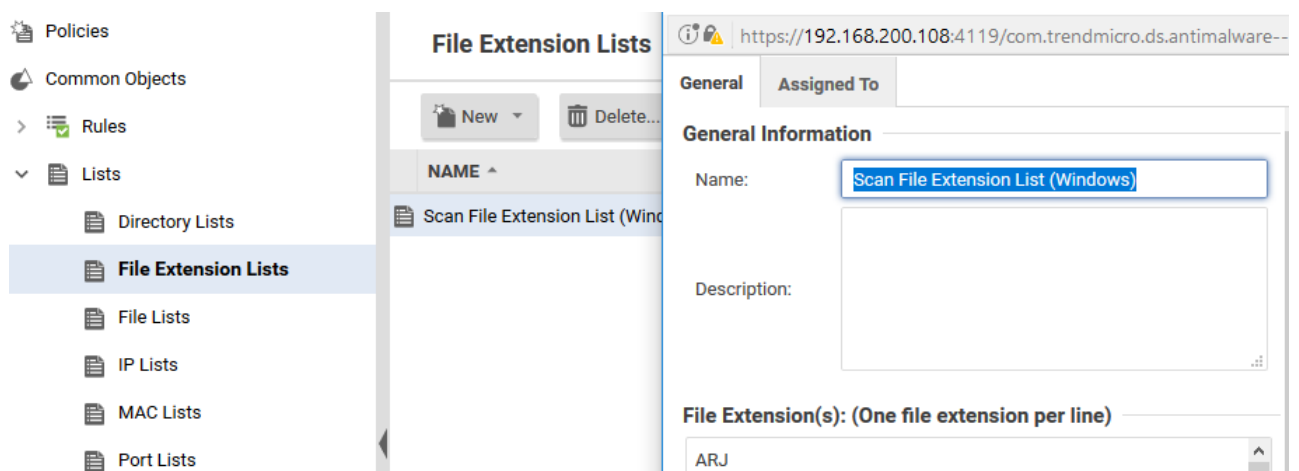 Policies
Common Objects
Rules
Lists
Directory Lists
File Extension Lists
File Lists
IP Lists
MAC Lists
Port Lists
File Extension Lists
New
Delete...
NAME
Scan File Extension List (Wind
https://192.168.200.108:4119/com.trendmicro.ds.antimalware--
General
Assigned To
General Information
Name:
Scan File Extension List (Windows)
Description:
File Extension(s): (One file extension per line)
ARJ